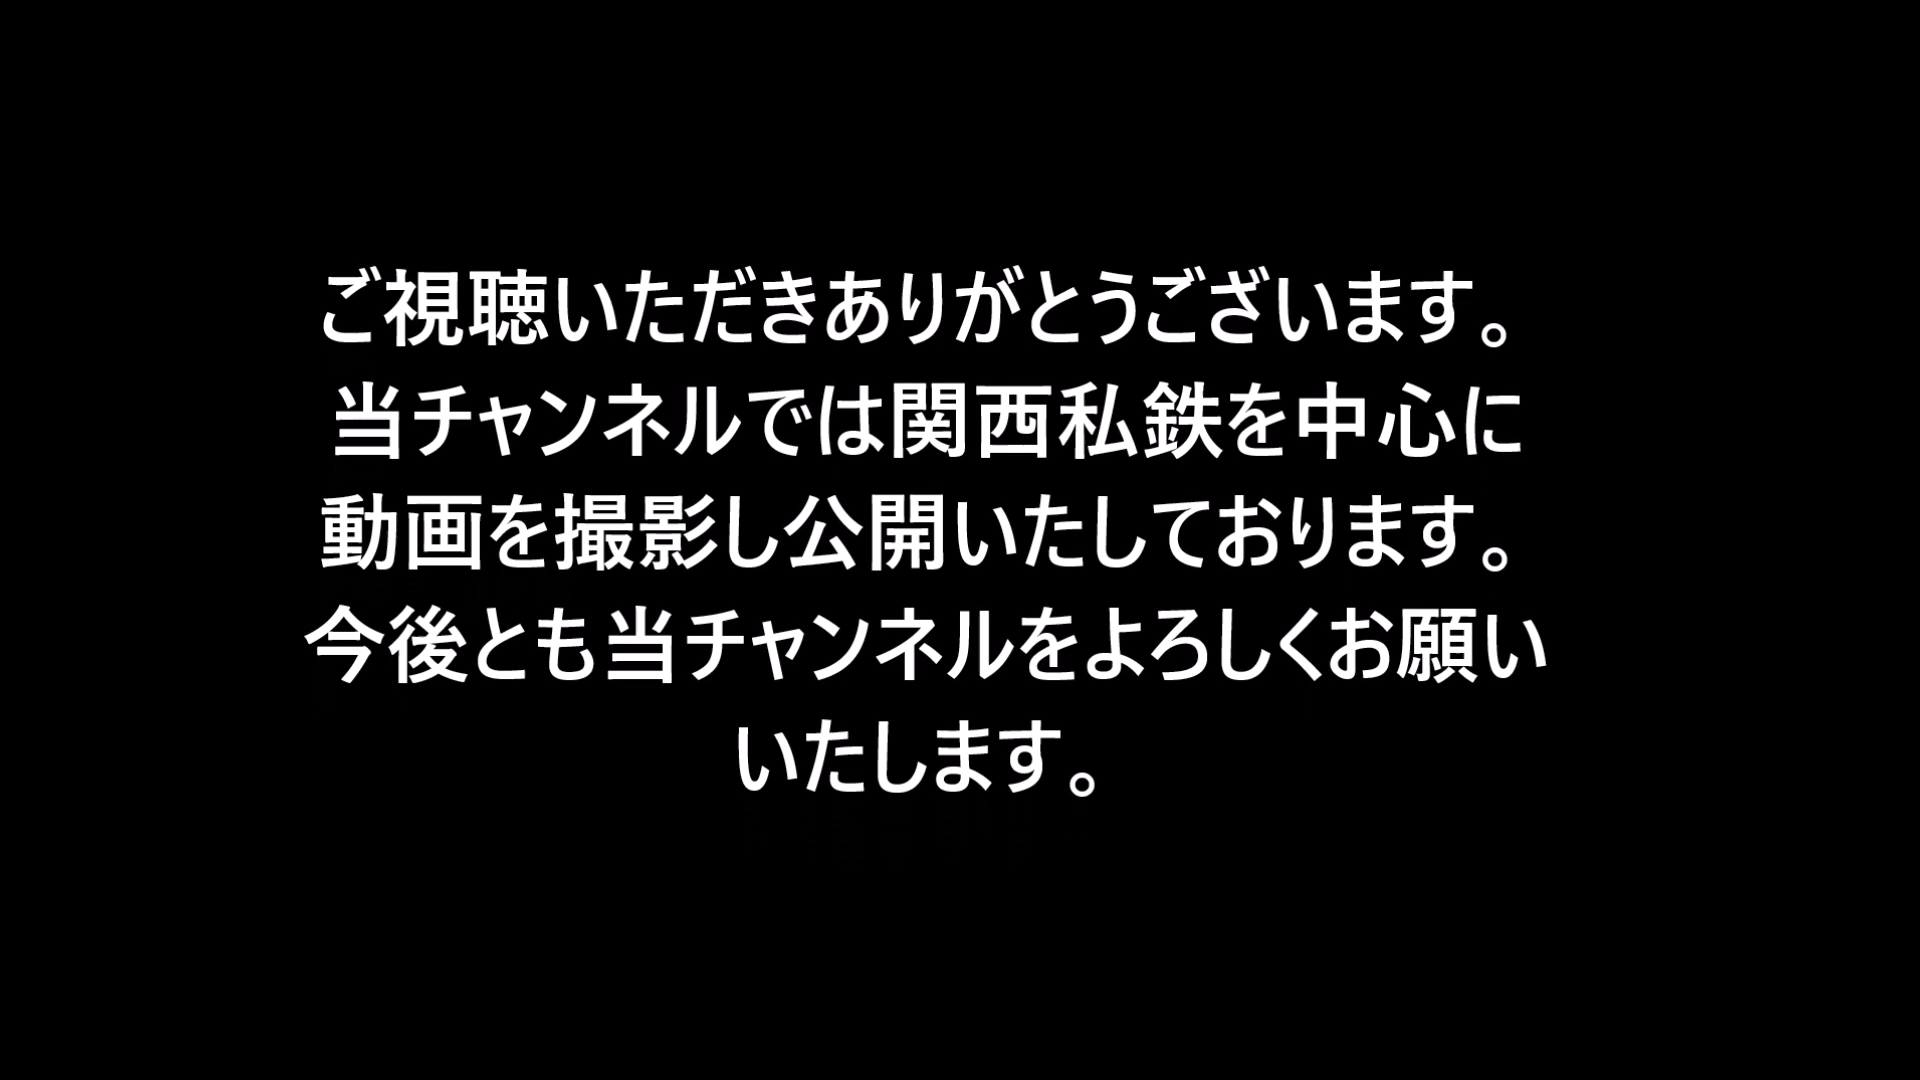 ご視聴いただきありがとうございます。
当チャンネルでは関西私鉄を中心に
動画を撮影し公開いたしております。
今後とも当チャンネルをよろしくお願い
いたします。